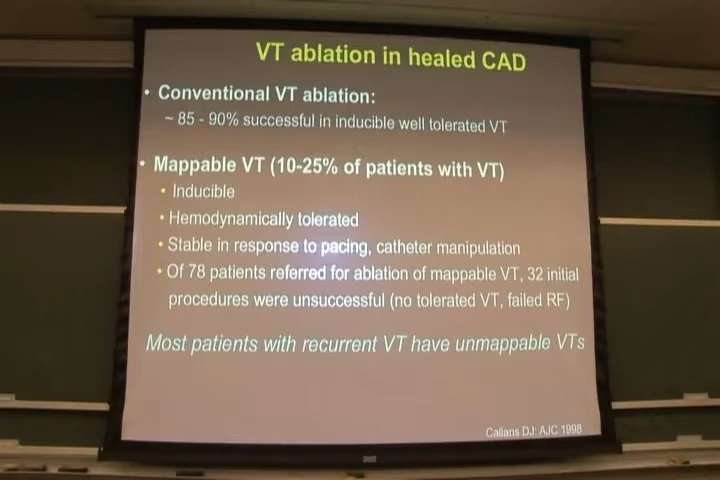 VT ablation in healed CAD
• Conventional VT ablation:
~ 85 - 90% successful in inducible well tolerated VT
• Mappable VT (10-25% of patients with VT)
• Inducible
• Hemodynamically tolerated
• Stable in response to pacing, catheter manipulation
• Of 78 patients referred for ablation of mappable VT, 32 initial
procedures were unsuccessful (no tolerated VT, failed RF)
Most patients with recurrent VT have unmappable VTs
Callans DJ: AJC 1998